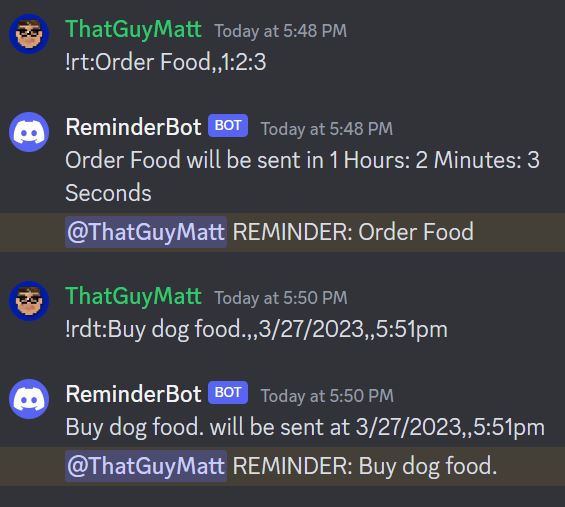 ThatGuyMatt Today at 5:48 PM
!rt:Order Food,,1:2:3
ReminderBot BOT Today at 5:48 PM
Order Food will be sent in 1 Hours: 2 Minutes: 3
Seconds
@ThatGuyMatt REMINDER: Order Food
ThatGuyMatt Today at 5:50 PM
!rdt:Buy dog food.,,3/27/2023,,5:51pm
ReminderBot BOT Today at 5:50 PM
Buy dog food. will be sent at 3/27/2023,,5:51pm
@ThatGuyMatt REMINDER: Buy dog food.